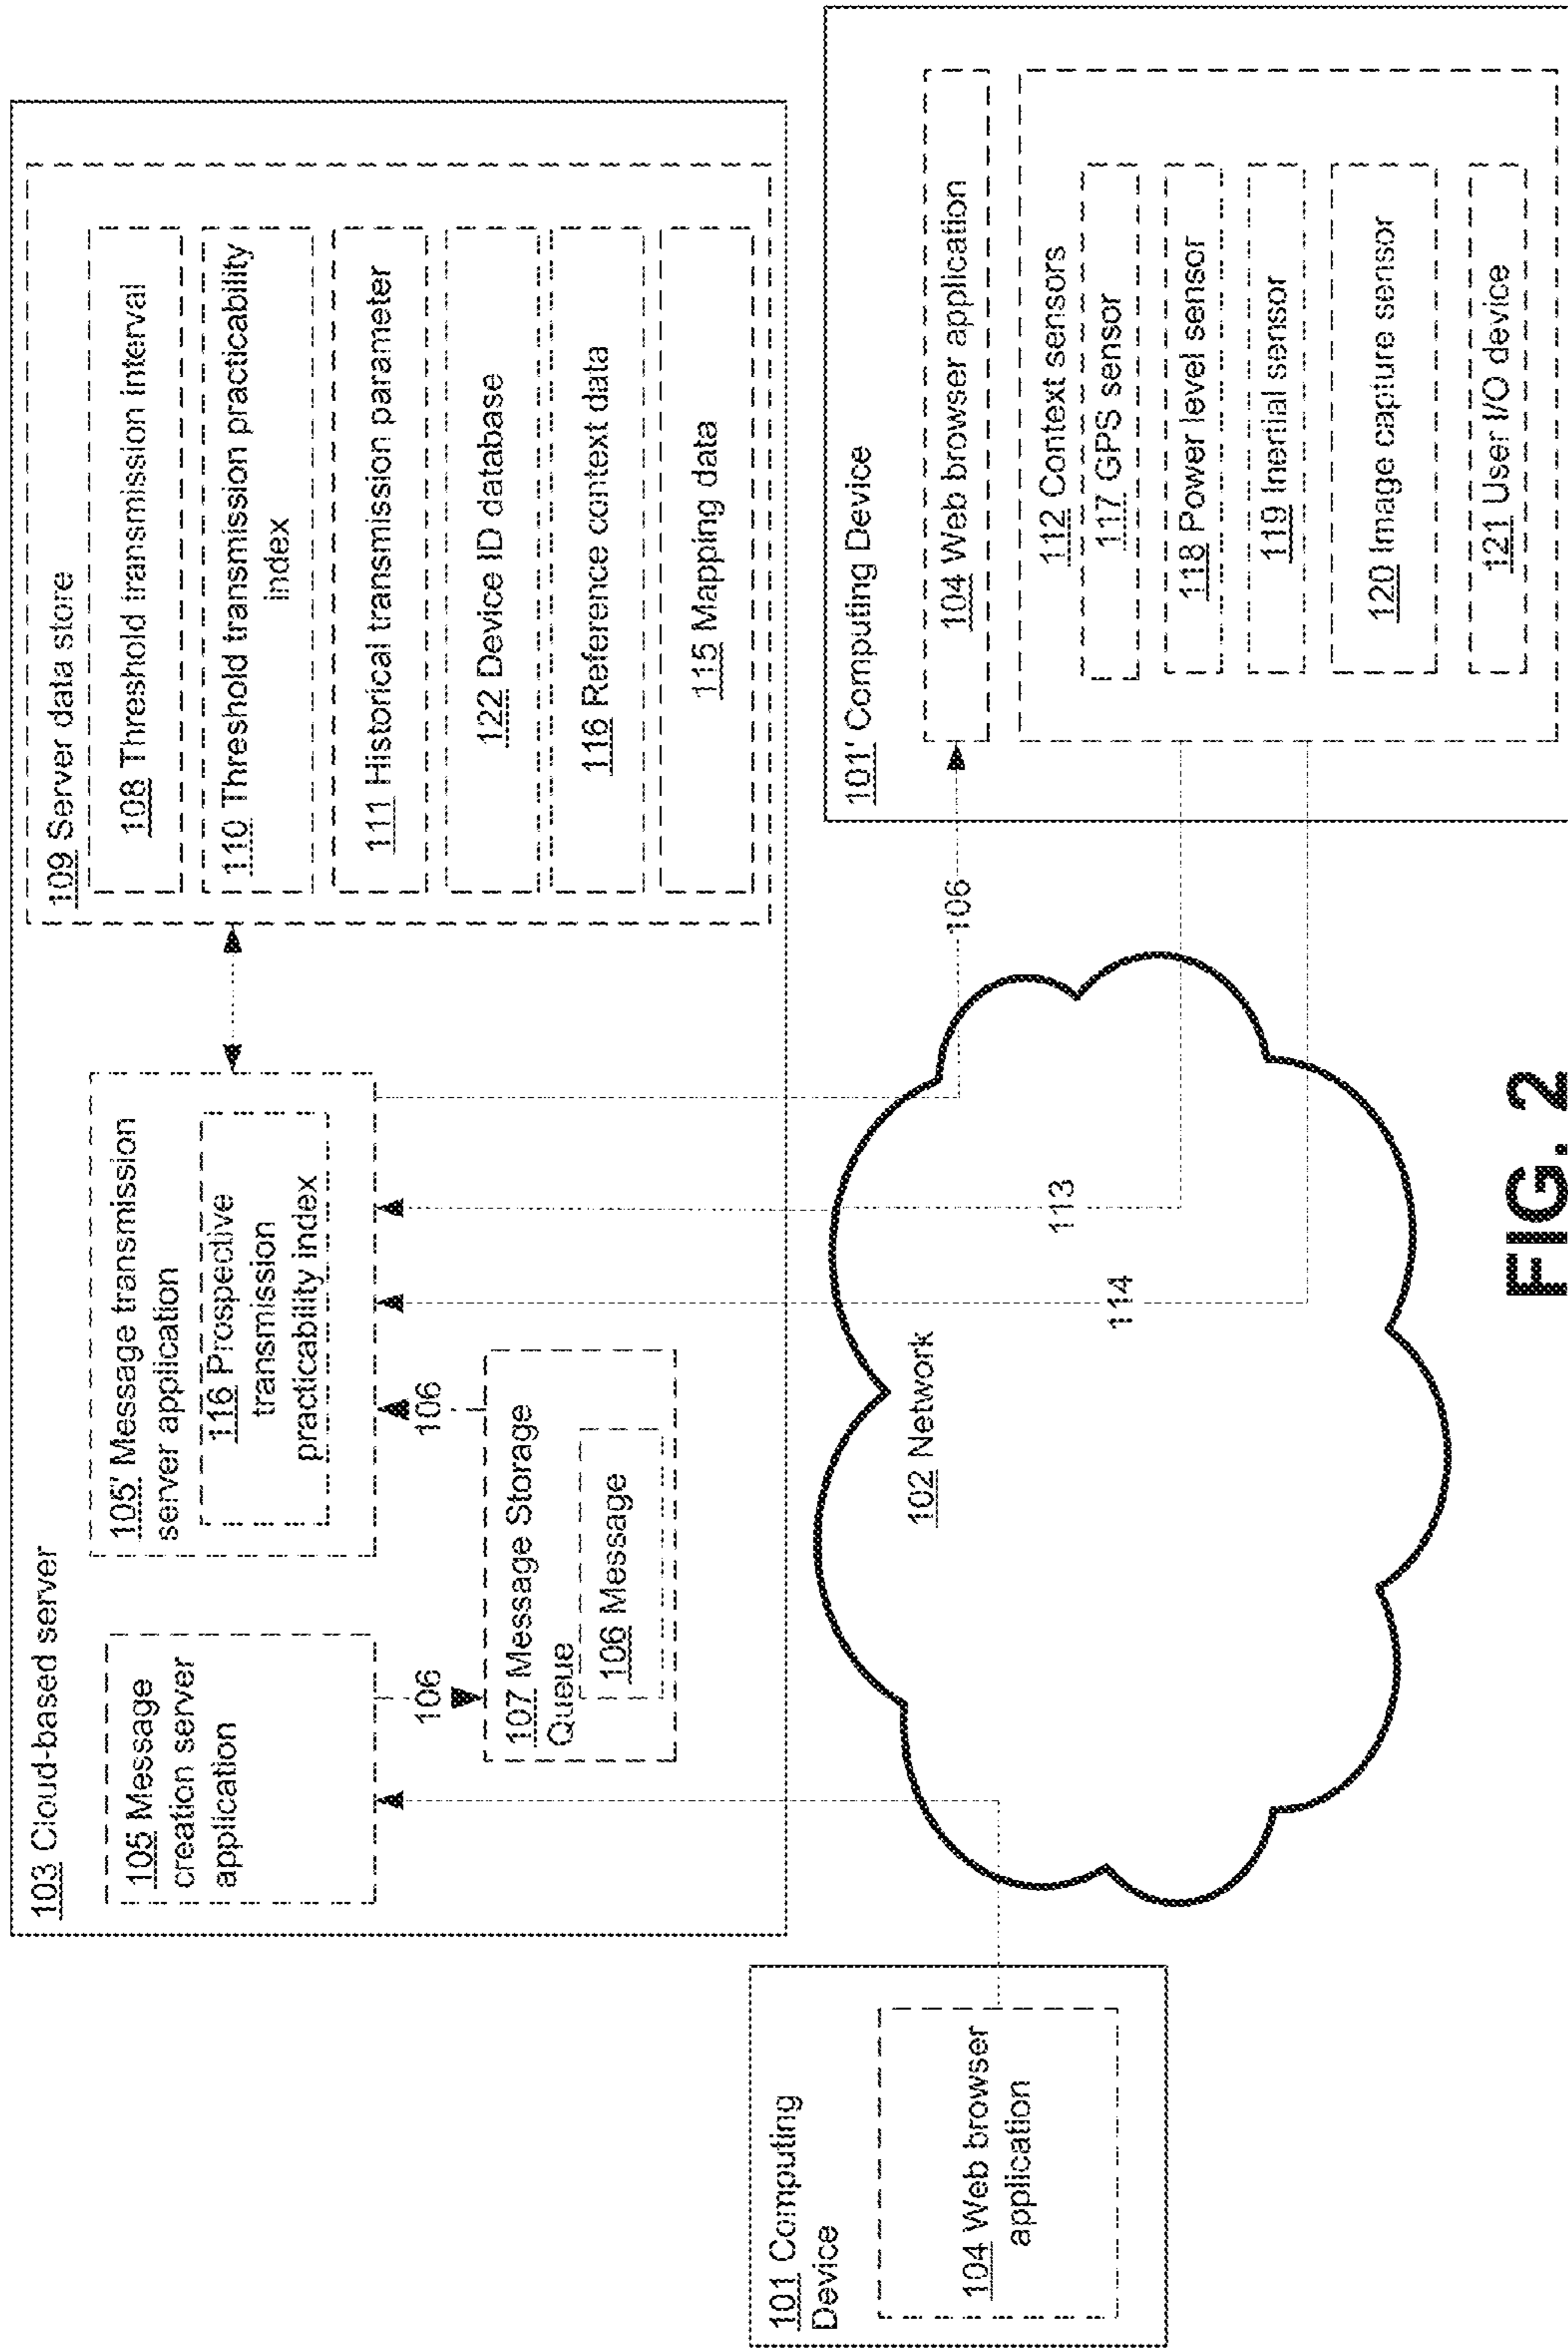 103 Cloud-based server
105 Message
creation server
application
105' Message transmission
server application
116 Prospective
transmission
practicability index
106
106
107 Message Storage
Queue
106 Message
109 Server data store
108 Threshold transmission interval
110 Threshold transmission practicability
index
111 Historical transmission parameter
122 Device ID database
116 Reference context data
115 Mapping data
101 Computing
Device
104 Web browser
application
102 Network
114
113
106
101' Computing Device
104 Web browser application
112 Context sensors
117 GPS sensor
118 Power level sensor
119 Inertial sensor
120 Image capture sensor
121 User I/O device
FIG. 2